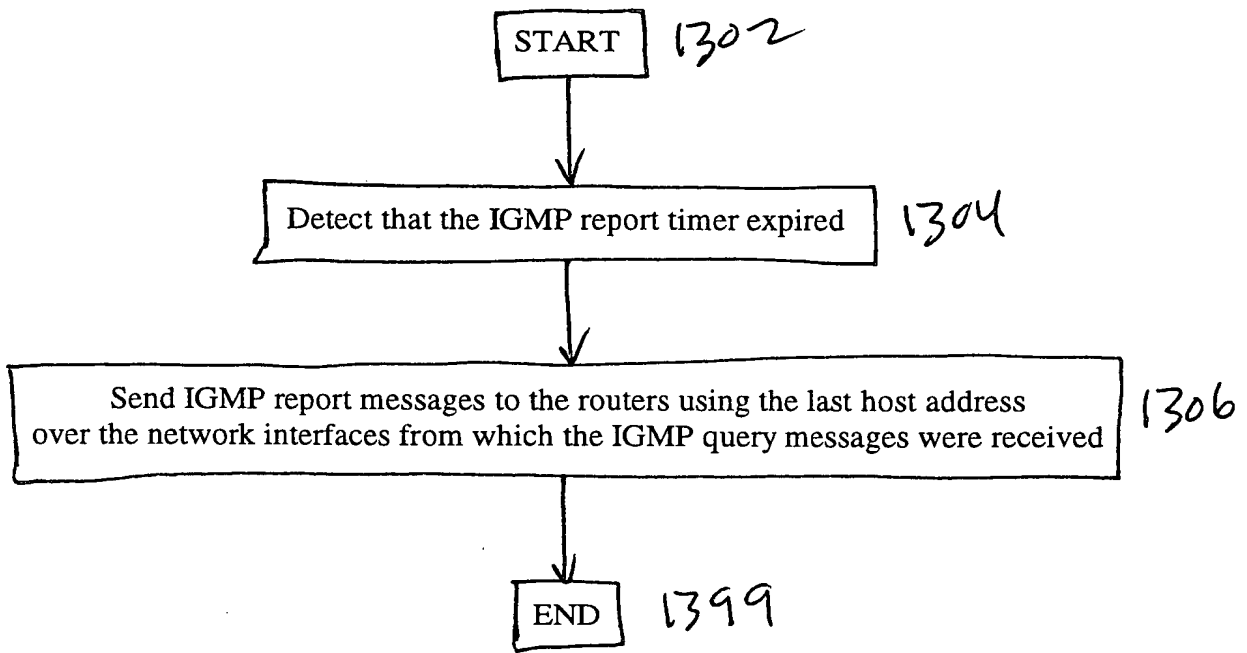 START 1302
Detect that the IGMP report timer expired 1304
Send IGMP report messages to the routers using the last host address
over the network interfaces from which the IGMP query messages were received
1306
END 1399